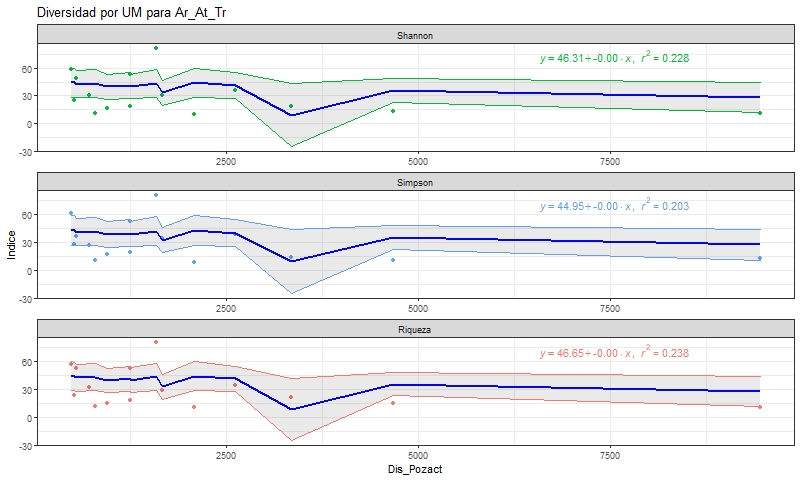 Diversidad por UM para Ar_At_Tr
Shannon
y = 46.31+-0.00 · x, r² = 0.228
60
30
0
-30
2500
5000
7500
Simpson
y = 44.95+-0.00 · x, r² = 0.203
60
30
0
-30
2500
5000
7500
Indice
Riqueza
y = 46.65+-0.00 · x, r² = 0.238
60
30
0
-30
2500
5000
7500
Dis_Pozact